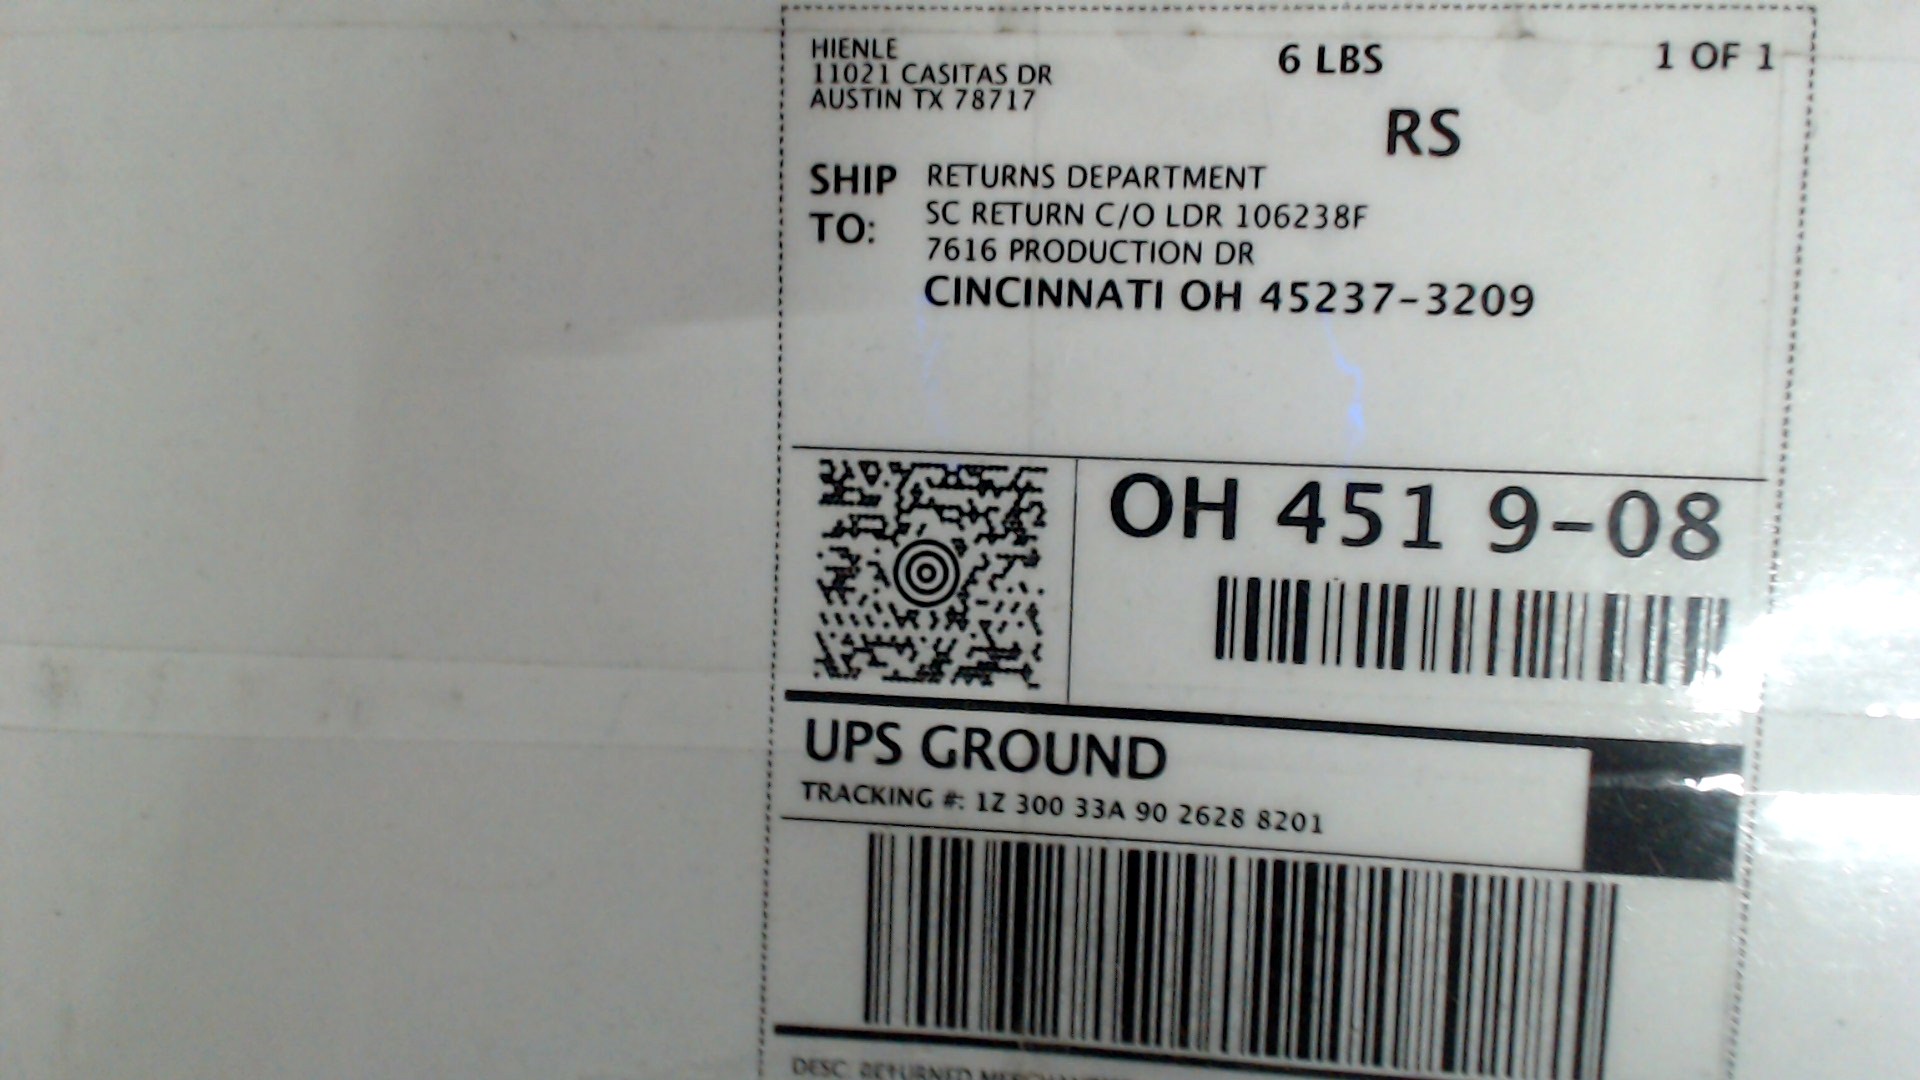 HIENLE
11021 CASITAS DR
AUSTIN TX 78717
6 LBS
1 OF 1
RS
SHIP TO:
RETURNS DEPARTMENT
SC RETURN C/O LDR 106238F
7616 PRODUCTION DR
CINCINNATI OH 45237-3209
OH 451 9-08
UPS GROUND
TRACKING #: 1Z 300 33A 90 2628 8201
DESC: RETURNED